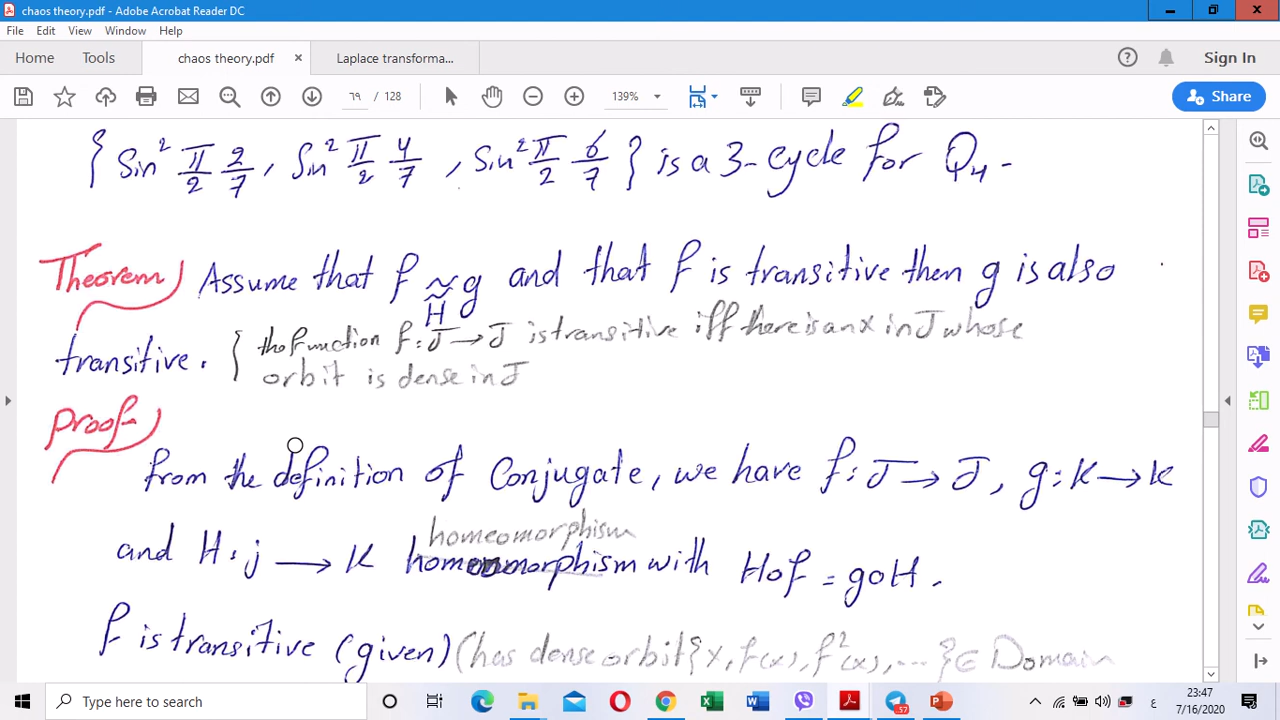 chaos theory.pdf - Adobe Acrobat Reader DC
File Edit View Window Help
Home Tools chaos theory.pdf × Laplace transforma... Sign In
٦٩ / 128 139% Share
{ Sin² π/2 2/7, Sin² π/2 4/7, Sin² π/2 6/7 } is a 3-cycle for Q₄.
Theorem Assume that f ≈_H g and that f is transitive then g is also
transitive. { the function f: J → J is transitive iff there is an x in J whose
orbit is dense in J
Proof
from the definition of Conjugate, we have f: J → J, g: K → K
homeomorphism
and H: j → K homeomorphism with Hof = goH.
f is transitive (given) (has dense orbit {x, f(x), f²(x), ... } ∈ Domain
Type here to search
57
ع
23:47
7/16/2020